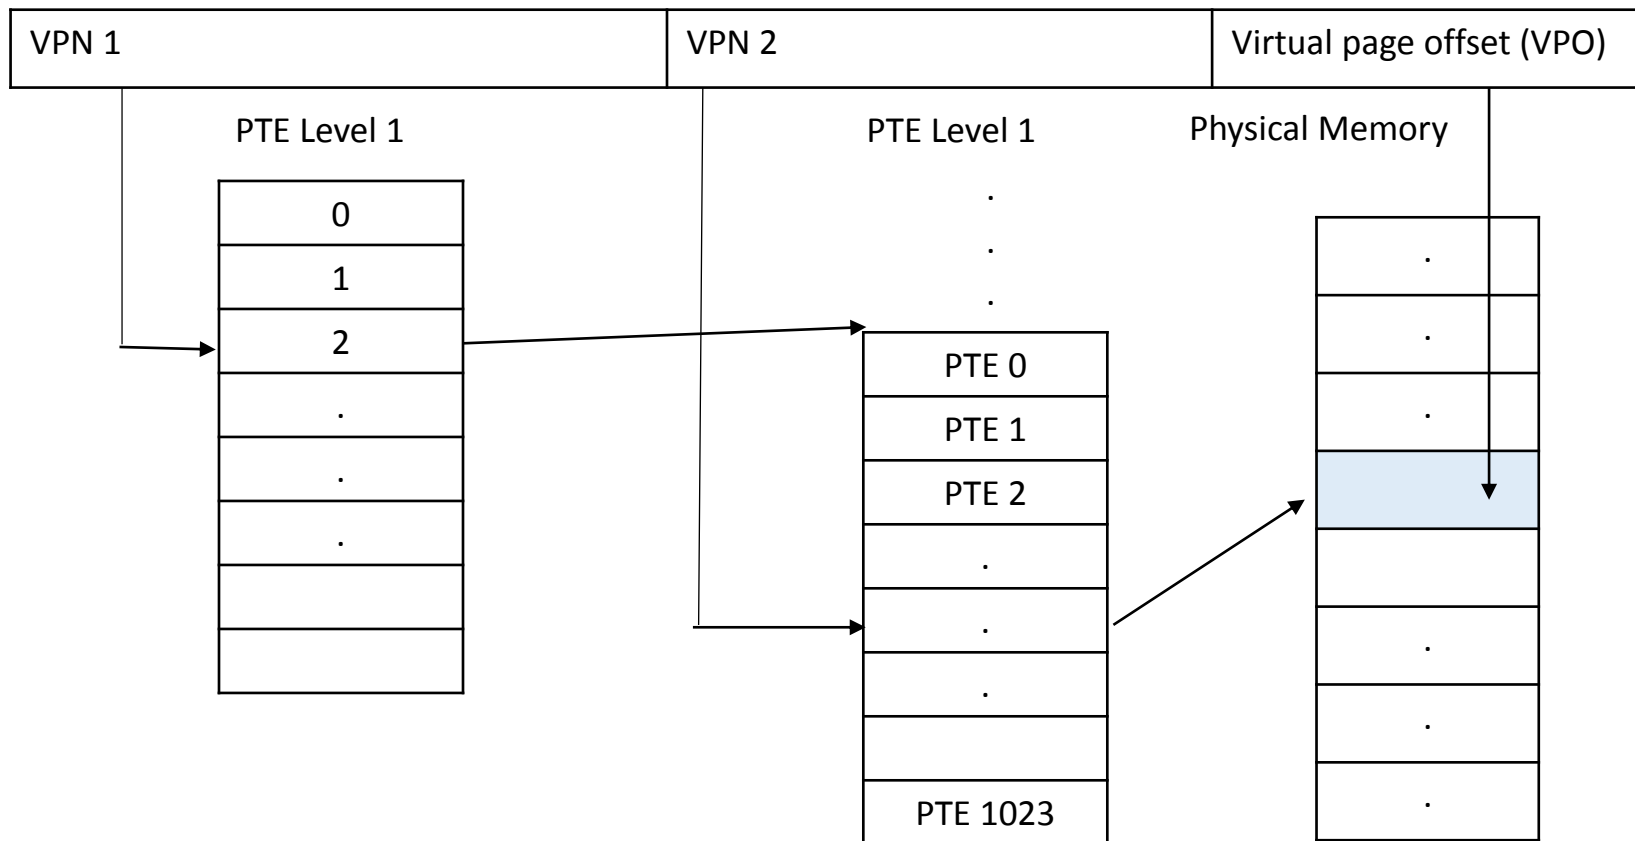 VPN 1
VPN 2
Virtual page offset (VPO)
PTE Level 1
PTE Level 1
Physical Memory
0
1
2
.
.
.
.
.
.
PTE 0
PTE 1
PTE 2
.
.
.
PTE 1023
.
.
.
.
.
.